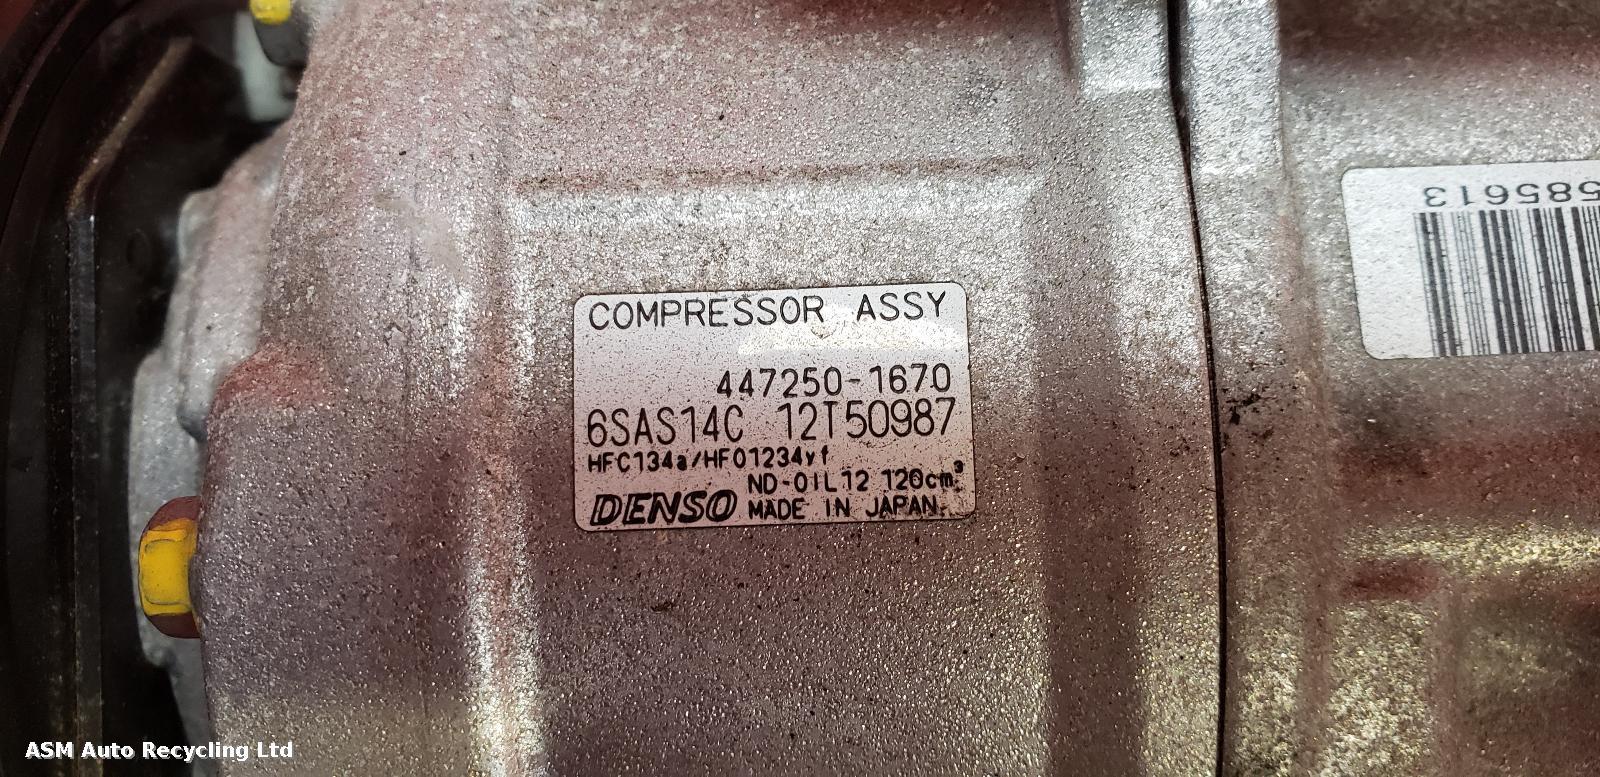 COMPRESSOR ASSY
447250-1670
6SAS14C 12T50987
HFC134a/HFO1234yf
ND-OIL12 120cm³
DENSO MADE IN JAPAN
585613
ASM Auto Recycling Ltd